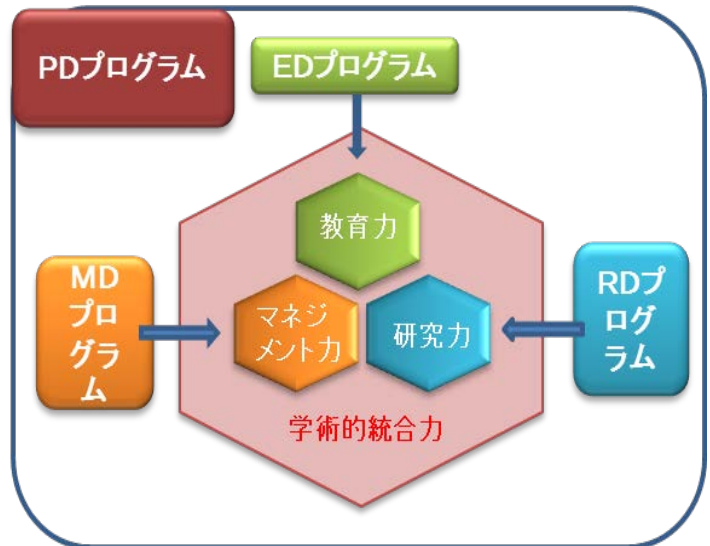 PDプログラム
EDプログラム
教育力
MD
プロ
グラ
ム
マネジ
メント力
研究力
RDプ
ログ
ラム
学術的統合力